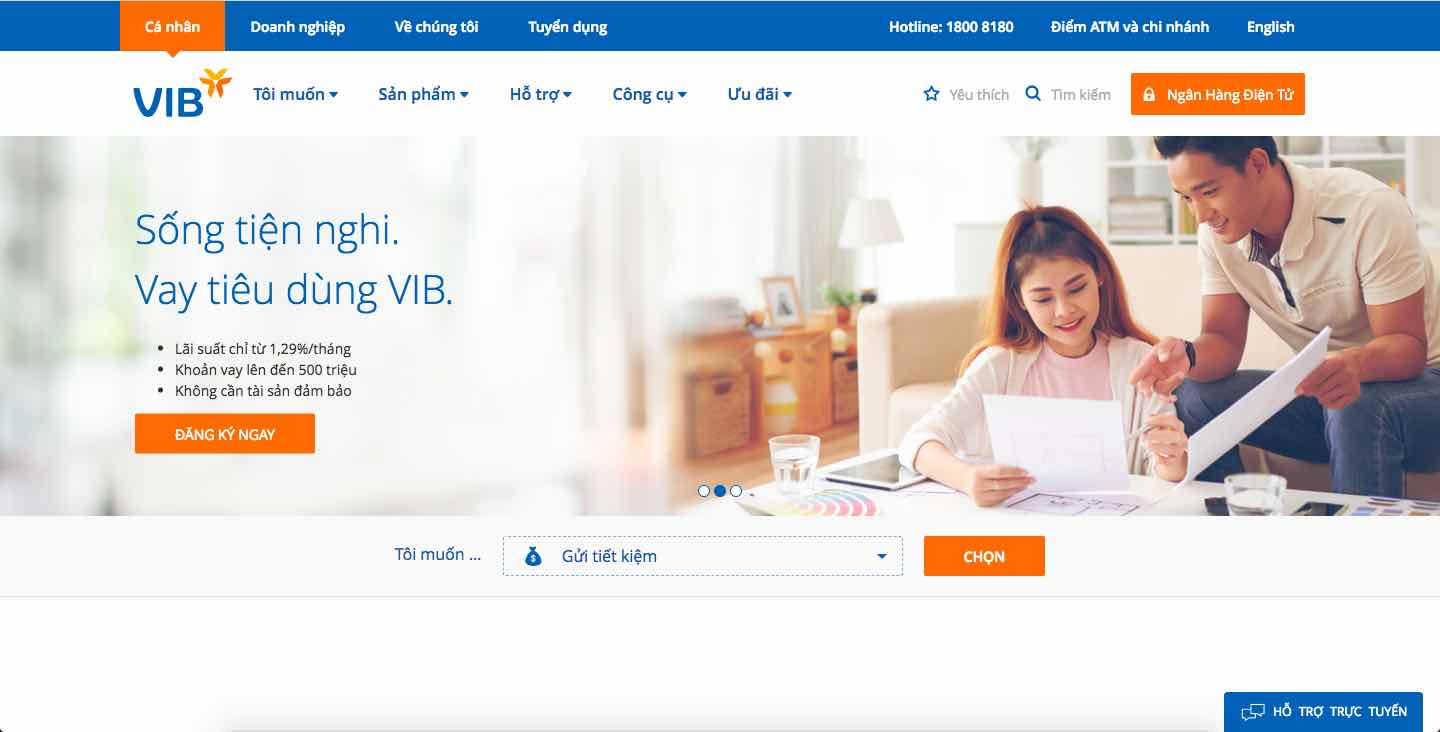 Cá nhân Doanh nghiệp Về chúng tôi Tuyển dụng Hotline: 1800 8180 Điểm ATM và chi nhánh English
VIB Tôi muốn Sản phẩm Hỗ trợ Công cụ Ưu đãi Yêu thích Tìm kiếm Ngân Hàng Điện Tử
Sống tiện nghi.
Vay tiêu dùng VIB.
Lãi suất chỉ từ 1,29%/tháng
Khoản vay lên đến 500 triệu
Không cần tài sản đảm bảo
ĐĂNG KÝ NGAY
Tôi muốn ... Gửi tiết kiệm CHỌN
HỖ TRỢ TRỰC TUYẾN